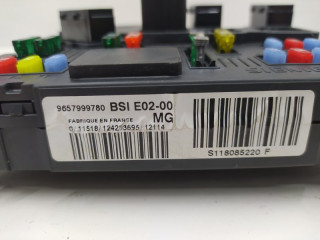 9657999780 BSI E02-00
FABRIQUE EN FRANCE MG
S118085220 F